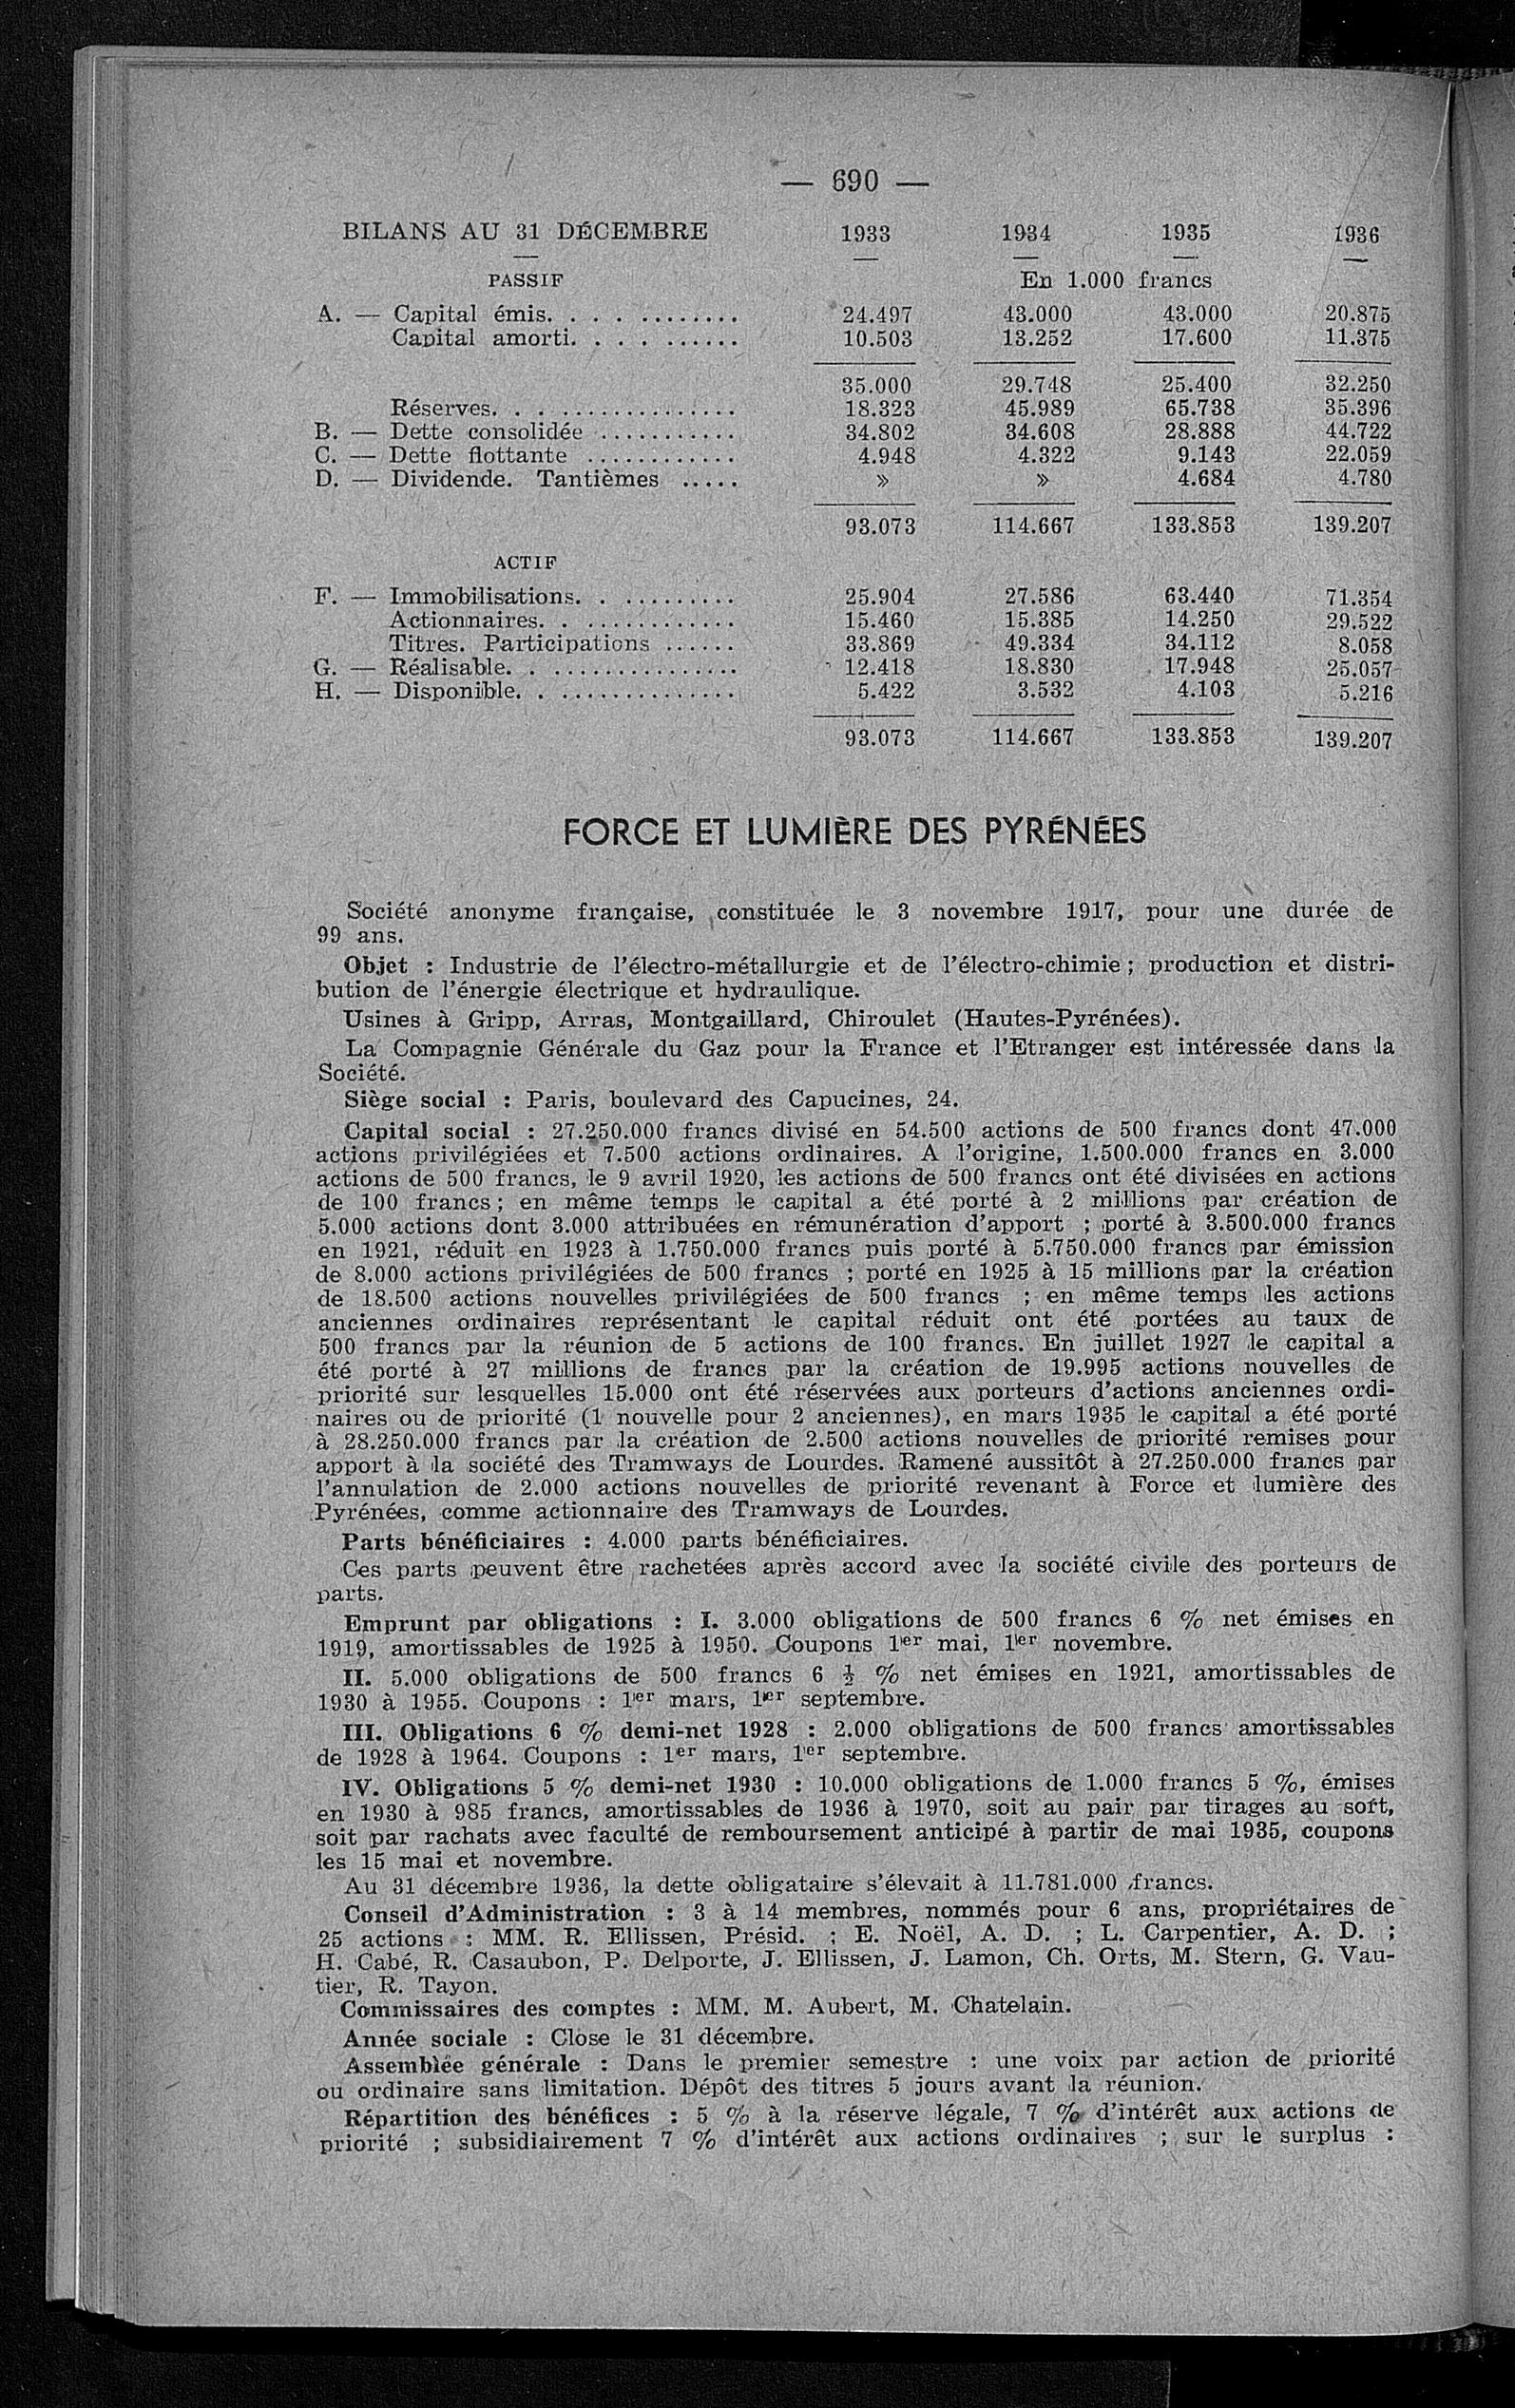 — 690 —
BILANS AU 31 DÉCEMBRE 1933 1934 1935 1936
PASSIF En 1.000 francs
A. — Capital émis. . . . . . . . . . . . . 24.497 43.000 43.000 20.875
Capital amorti. . . . . . . . . . . 10.503 13.252 17.600 11.375
35.000 29.748 25.400 32.250
Réserves. . . . . . . . . . . . . . . . . 18.323 45.989 65.738 35.396
B. — Dette consolidée . . . . . . . . . . . 34.802 34.608 28.888 44.722
C. — Dette flottante . . . . . . . . . . . . 4.948 4.322 9.143 22.059
D. — Dividende. Tantièmes . . . . . » » 4.684 4.780
93.073 114.667 133.853 139.207
ACTIF
F. — Immobilisations. . . . . . . . . . . 25.904 27.586 63.440 71.354
Actionnaires. . . . . . . . . . . . . . 15.460 15.385 14.250 29.522
Titres. Participations . . . . . . 33.869 49.334 34.112 8.058
G. — Réalisable. . . . . . . . . . . . . . . . 12.418 18.830 17.948 25.057
H. — Disponible. . . . . . . . . . . . . . . 5.422 3.532 4.103 5.216
93.073 114.667 133.853 139.207
FORCE ET LUMIÈRE DES PYRÉNÉES
Société anonyme française, constituée le 3 novembre 1917, pour une durée de
99 ans.
Objet : Industrie de l'électro-métallurgie et de l'électro-chimie ; production et distri-
bution de l'énergie électrique et hydraulique.
Usines à Gripp, Arras, Montgaillard, Chiroulet (Hautes-Pyrénées).
La Compagnie Générale du Gaz pour la France et l'Etranger est intéressée dans la
Société.
Siège social : Paris, boulevard des Capucines, 24.
Capital social : 27.250.000 francs divisé en 54.500 actions de 500 francs dont 47.000
actions privilégiées et 7.500 actions ordinaires. A l'origine, 1.500.000 francs en 3.000
actions de 500 francs, le 9 avril 1920, les actions de 500 francs ont été divisées en actions
de 100 francs ; en même temps le capital a été porté à 2 millions par création de
5.000 actions dont 3.000 attribuées en rémunération d'apport ; porté à 3.500.000 francs
en 1921, réduit en 1923 à 1.750.000 francs puis porté à 5.750.000 francs par émission
de 8.000 actions privilégiées de 500 francs ; porté en 1925 à 15 millions par la création
de 18.500 actions nouvelles privilégiées de 500 francs ; en même temps les actions
anciennes ordinaires représentant le capital réduit ont été portées au taux de
500 francs par la réunion de 5 actions de 100 francs. En juillet 1927 le capital a
été porté à 27 millions de francs par la création de 19.995 actions nouvelles de
priorité sur lesquelles 15.000 ont été réservées aux porteurs d'actions anciennes ordi-
naires ou de priorité (1 nouvelle pour 2 anciennes), en mars 1935 le capital a été porté
à 28.250.000 francs par la création de 2.500 actions nouvelles de priorité remises pour
apport à la société des Tramways de Lourdes. Ramené aussitôt à 27.250.000 francs par
l'annulation de 2.000 actions nouvelles de priorité revenant à Force et lumière des
Pyrénées, comme actionnaire des Tramways de Lourdes.
Parts bénéficiaires : 4.000 parts bénéficiaires.
Ces parts peuvent être rachetées après accord avec la société civile des porteurs de
parts.
Emprunt par obligations : I. 3.000 obligations de 500 francs 6 % net émises en
1919, amortissables de 1925 à 1950. Coupons 1er mai, 1er novembre.
II. 5.000 obligations de 500 francs 6 ½ % net émises en 1921, amortissables de
1930 à 1955. Coupons : 1er mars, 1er septembre.
III. Obligations 6 % demi-net 1928 : 2.000 obligations de 500 francs amortissables
de 1928 à 1964. Coupons : 1er mars, 1er septembre.
IV. Obligations 5 % demi-net 1930 : 10.000 obligations de 1.000 francs 5 %, émises
en 1930 à 985 francs, amortissables de 1936 à 1970, soit au pair par tirages au sort,
soit par rachats avec faculté de remboursement anticipé à partir de mai 1935, coupons
les 15 mai et novembre.
Au 31 décembre 1936, la dette obligataire s'élevait à 11.781.000 francs.
Conseil d'Administration : 3 à 14 membres, nommés pour 6 ans, propriétaires de
25 actions : MM. R. Ellissen, Présid. ; E. Noël, A. D. ; L. Carpentier, A. D. ;
H. Cabé, R. Casaubon, P. Delporte, J. Ellissen, J. Lamon, Ch. Orts, M. Stern, G. Vau-
tier, R. Tayon.
Commissaires des comptes : MM. M. Aubert, M. Chatelain.
Année sociale : Close le 31 décembre.
Assemblée générale : Dans le premier semestre : une voix par action de priorité
ou ordinaire sans limitation. Dépôt des titres 5 jours avant la réunion.
Répartition des bénéfices : 5 % à la réserve légale, 7 % d'intérêt aux actions de
priorité ; subsidiairement 7 % d'intérêt aux actions ordinaires ; sur le surplus :